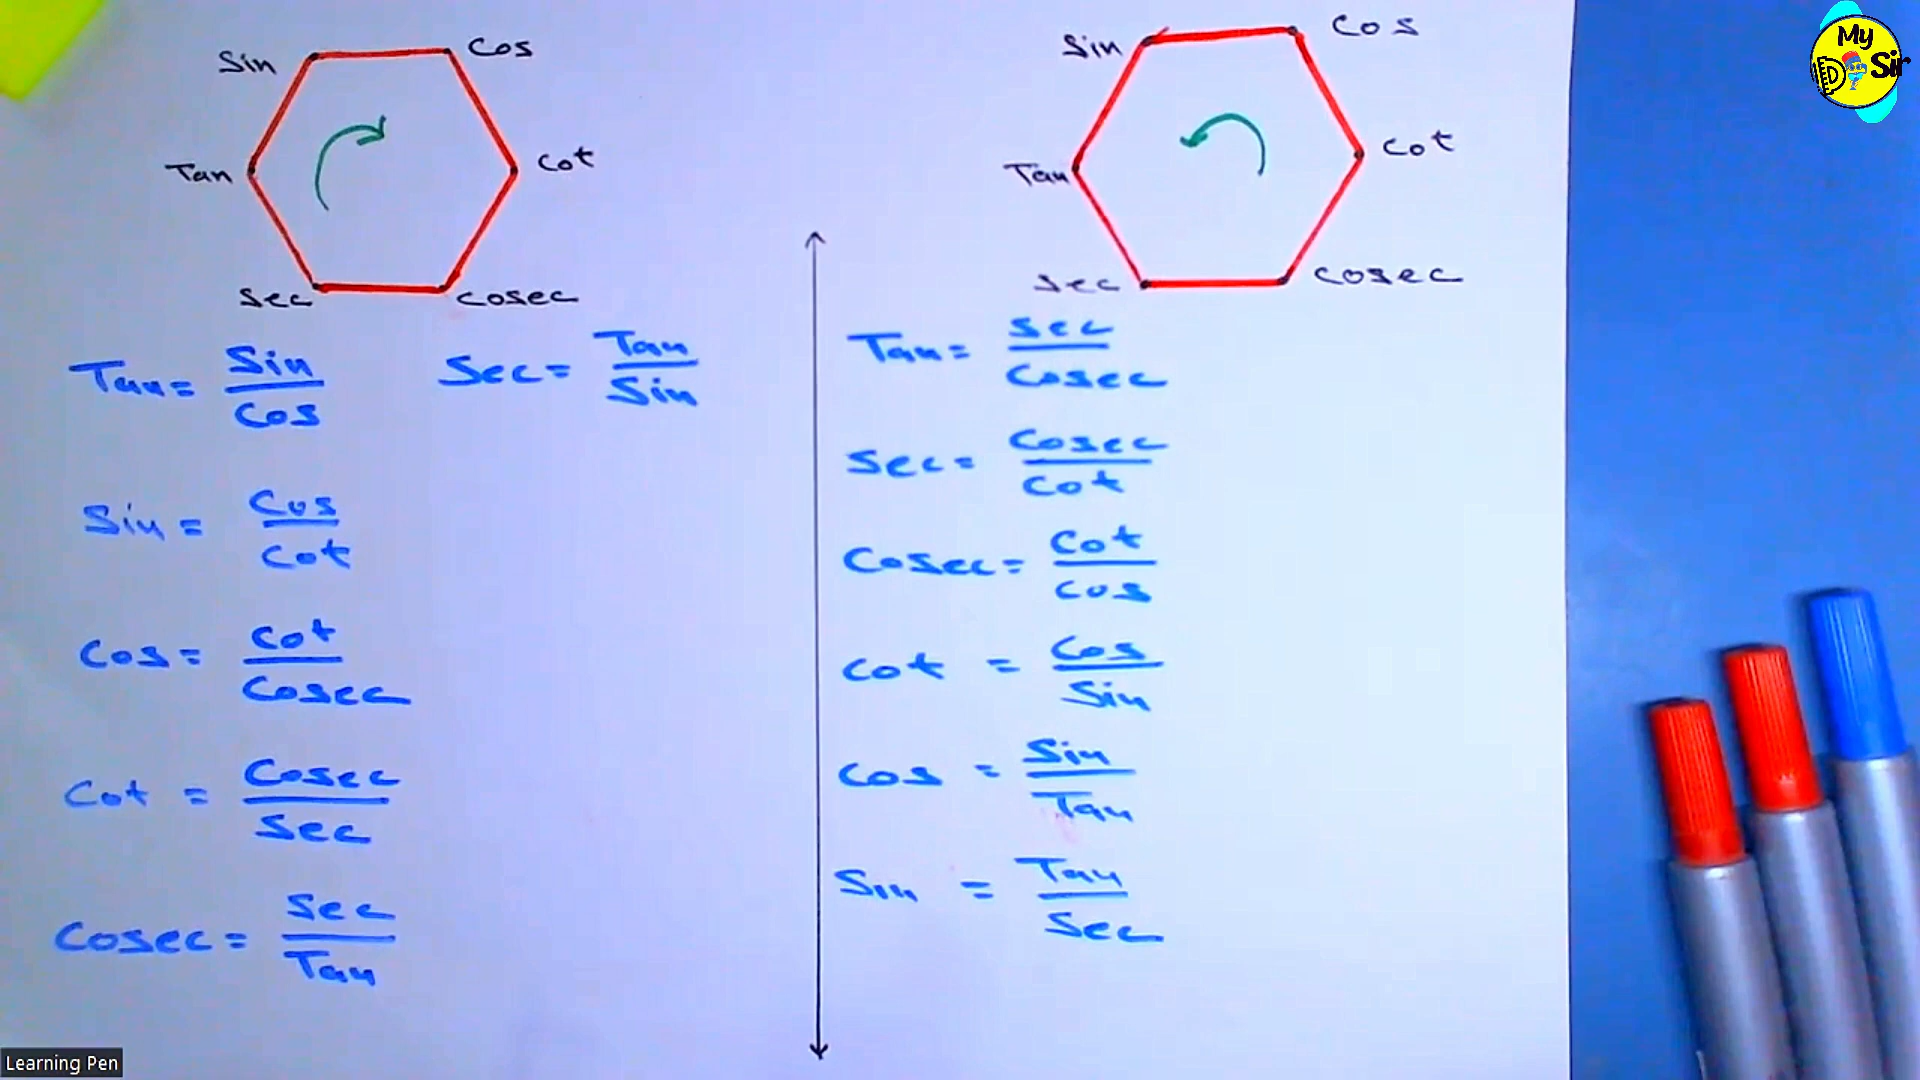 Sin Cos
Tan Cot
Sec Cosec
Tan = Sin / Cos
Sec = Tan / Sin
Sin = Cos / Cot
Cos = Cot / Cosec
Cot = Cosec / Sec
Cosec = Sec / Tan
Sin Cos
Tan Cot
Sec Cosec
Tan = Sec / Cosec
Sec = Cosec / Cot
Cosec = Cot / Cos
Cot = Cos / Sin
Cos = Sin / Tan
Sin = Tan / Sec
My
Sir
Learning Pen